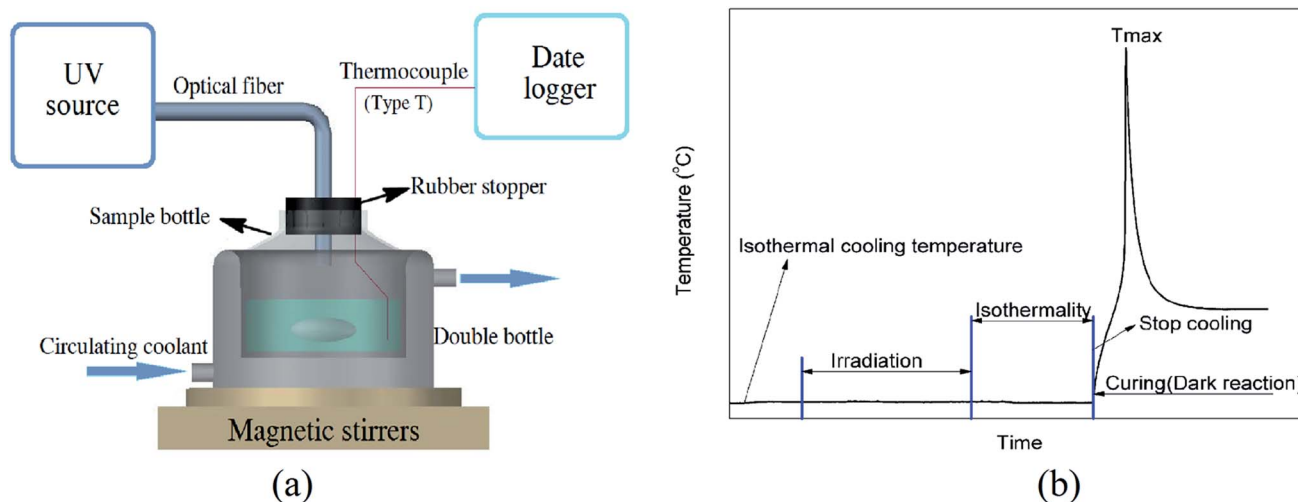 UV
source
Optical fiber
Thermocouple
(Type T)
Date
logger
Rubber stopper
Sample bottle
Double bottle
Circulating coolant
Magnetic stirrers
(a)
Tmax
Temperature (°C)
Isothermal cooling temperature
Isothermality
Stop cooling
Irradiation
Curing(Dark reaction)
Time
(b)